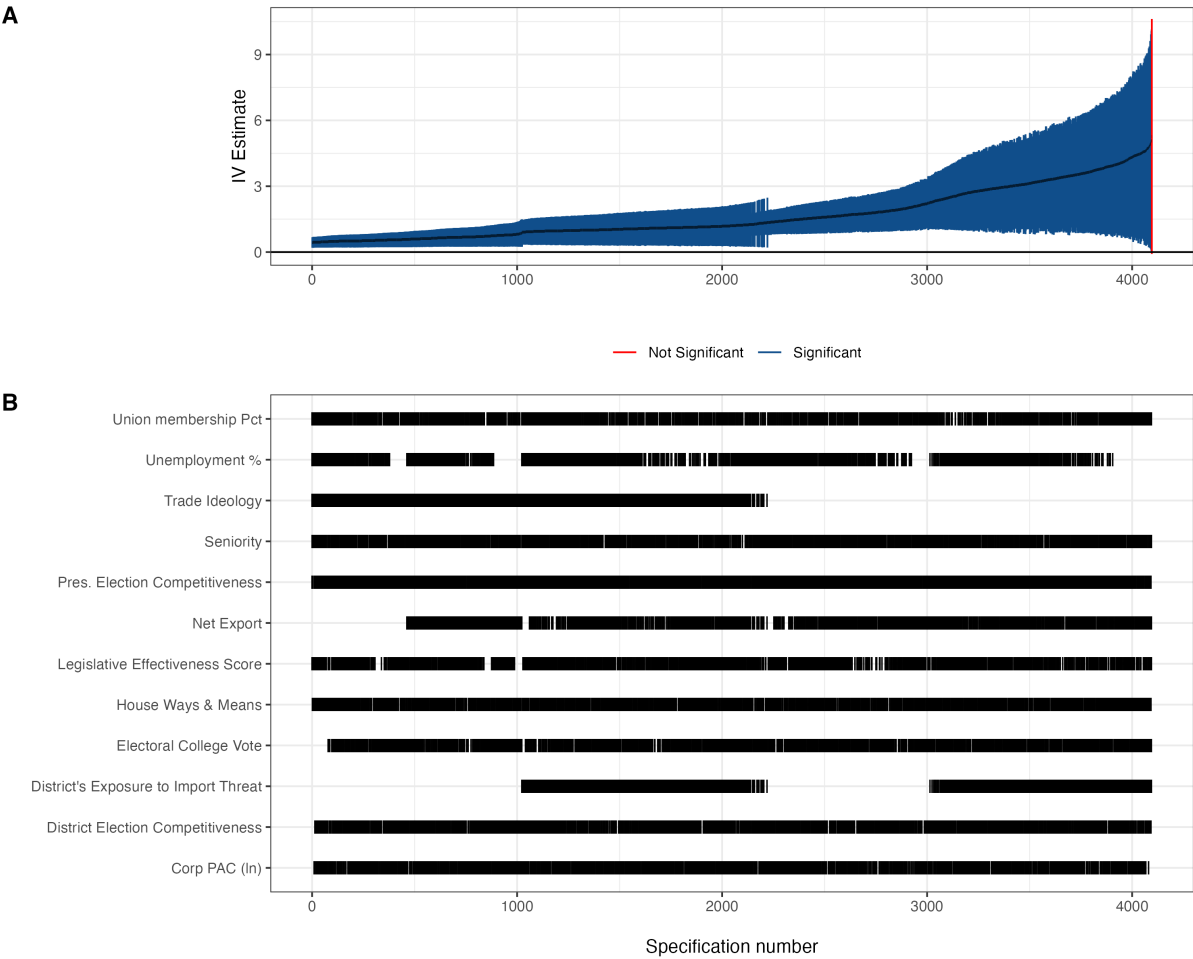 A
IV Estimate
9
6
3
0
0 1000 2000 3000 4000
Not Significant Significant
B
Union membership Pct
Unemployment %
Trade Ideology
Seniority
Pres. Election Competitiveness
Net Export
Legislative Effectiveness Score
House Ways & Means
Electoral College Vote
District's Exposure to Import Threat
District Election Competitiveness
Corp PAC (ln)
0 1000 2000 3000 4000
Specification number